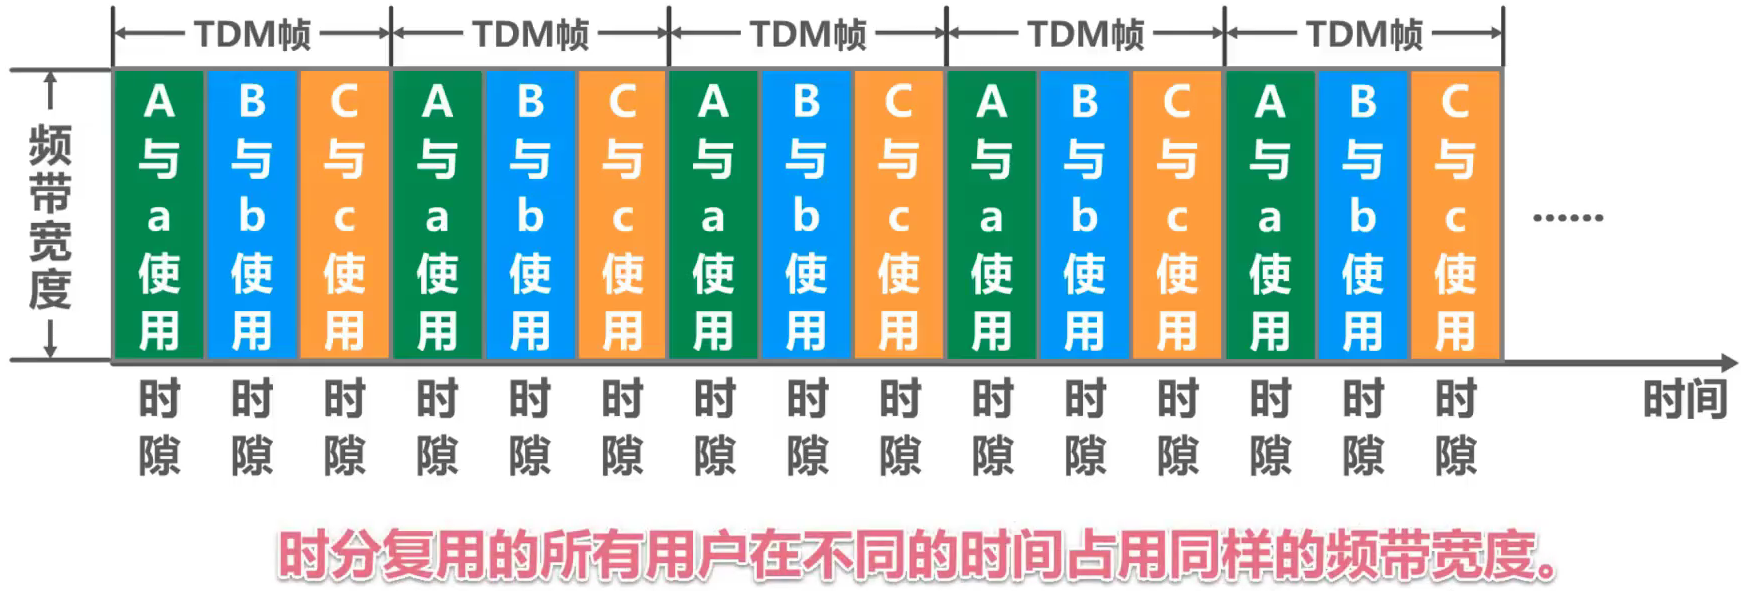 TDM帧 TDM帧 TDM帧 TDM帧 TDM帧
频带宽度
A与a使用
B与b使用
C与c使用
A与a使用
B与b使用
C与c使用
A与a使用
B与b使用
C与c使用
A与a使用
B与b使用
C与c使用
A与a使用
B与b使用
C与c使用
......
时隙 时隙 时隙 时隙 时隙 时隙 时隙 时隙 时隙 时隙 时隙 时隙 时隙 时隙 时隙
时间
时分复用的所有用户在不同的时间占用同样的频带宽度。